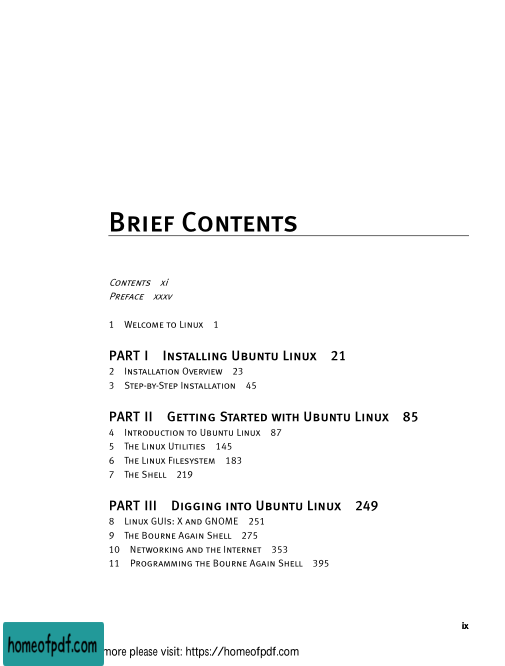 BRIEF CONTENTS
CONTENTS xi
PREFACE xxxv
1 WELCOME TO LINUX 1
PART I INSTALLING UBUNTU LINUX 21
2 INSTALLATION OVERVIEW 23
3 STEP-BY-STEP INSTALLATION 45
PART II GETTING STARTED WITH UBUNTU LINUX 85
4 INTRODUCTION TO UBUNTU LINUX 87
5 THE LINUX UTILITIES 145
6 THE LINUX FILESYSTEM 183
7 THE SHELL 219
PART III DIGGING INTO UBUNTU LINUX 249
8 LINUX GUIS: X AND GNOME 251
9 THE BOURNE AGAIN SHELL 275
10 NETWORKING AND THE INTERNET 353
11 PROGRAMMING THE BOURNE AGAIN SHELL 395
ix
homeofpdf.com more please visit: https://homeofpdf.com